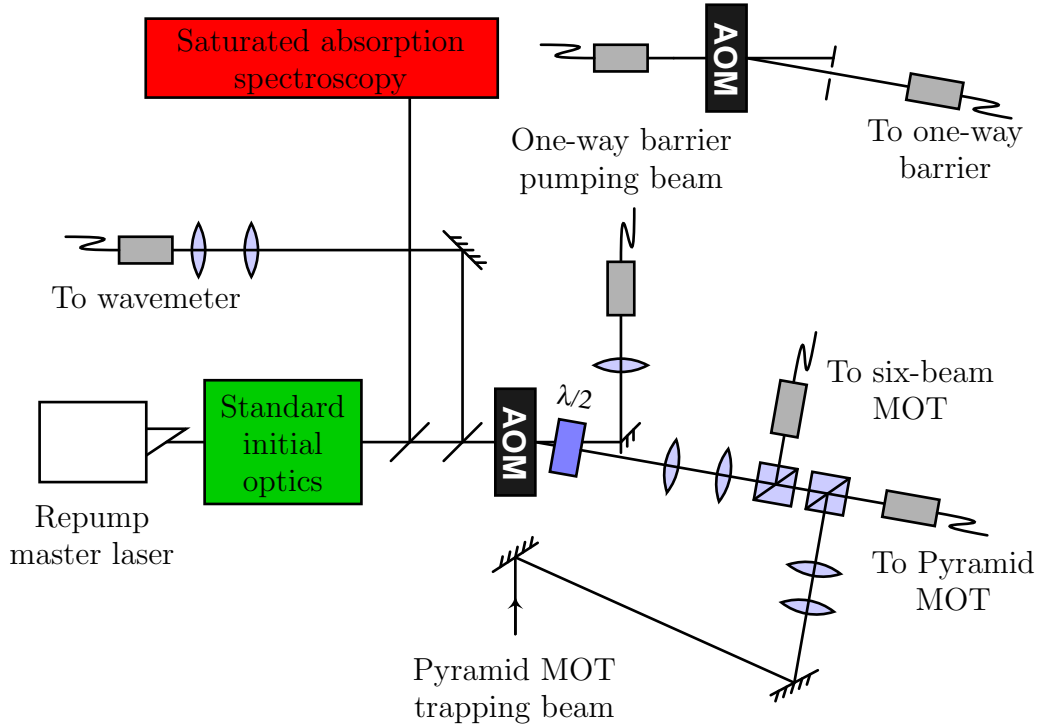 Saturated absorption
spectroscopy
AOM
One-way barrier
pumping beam
To one-way
barrier
To wavemeter
Standard
initial
optics
AOM
λ/2
To six-beam
MOT
Repump
master laser
To Pyramid
MOT
Pyramid MOT
trapping beam